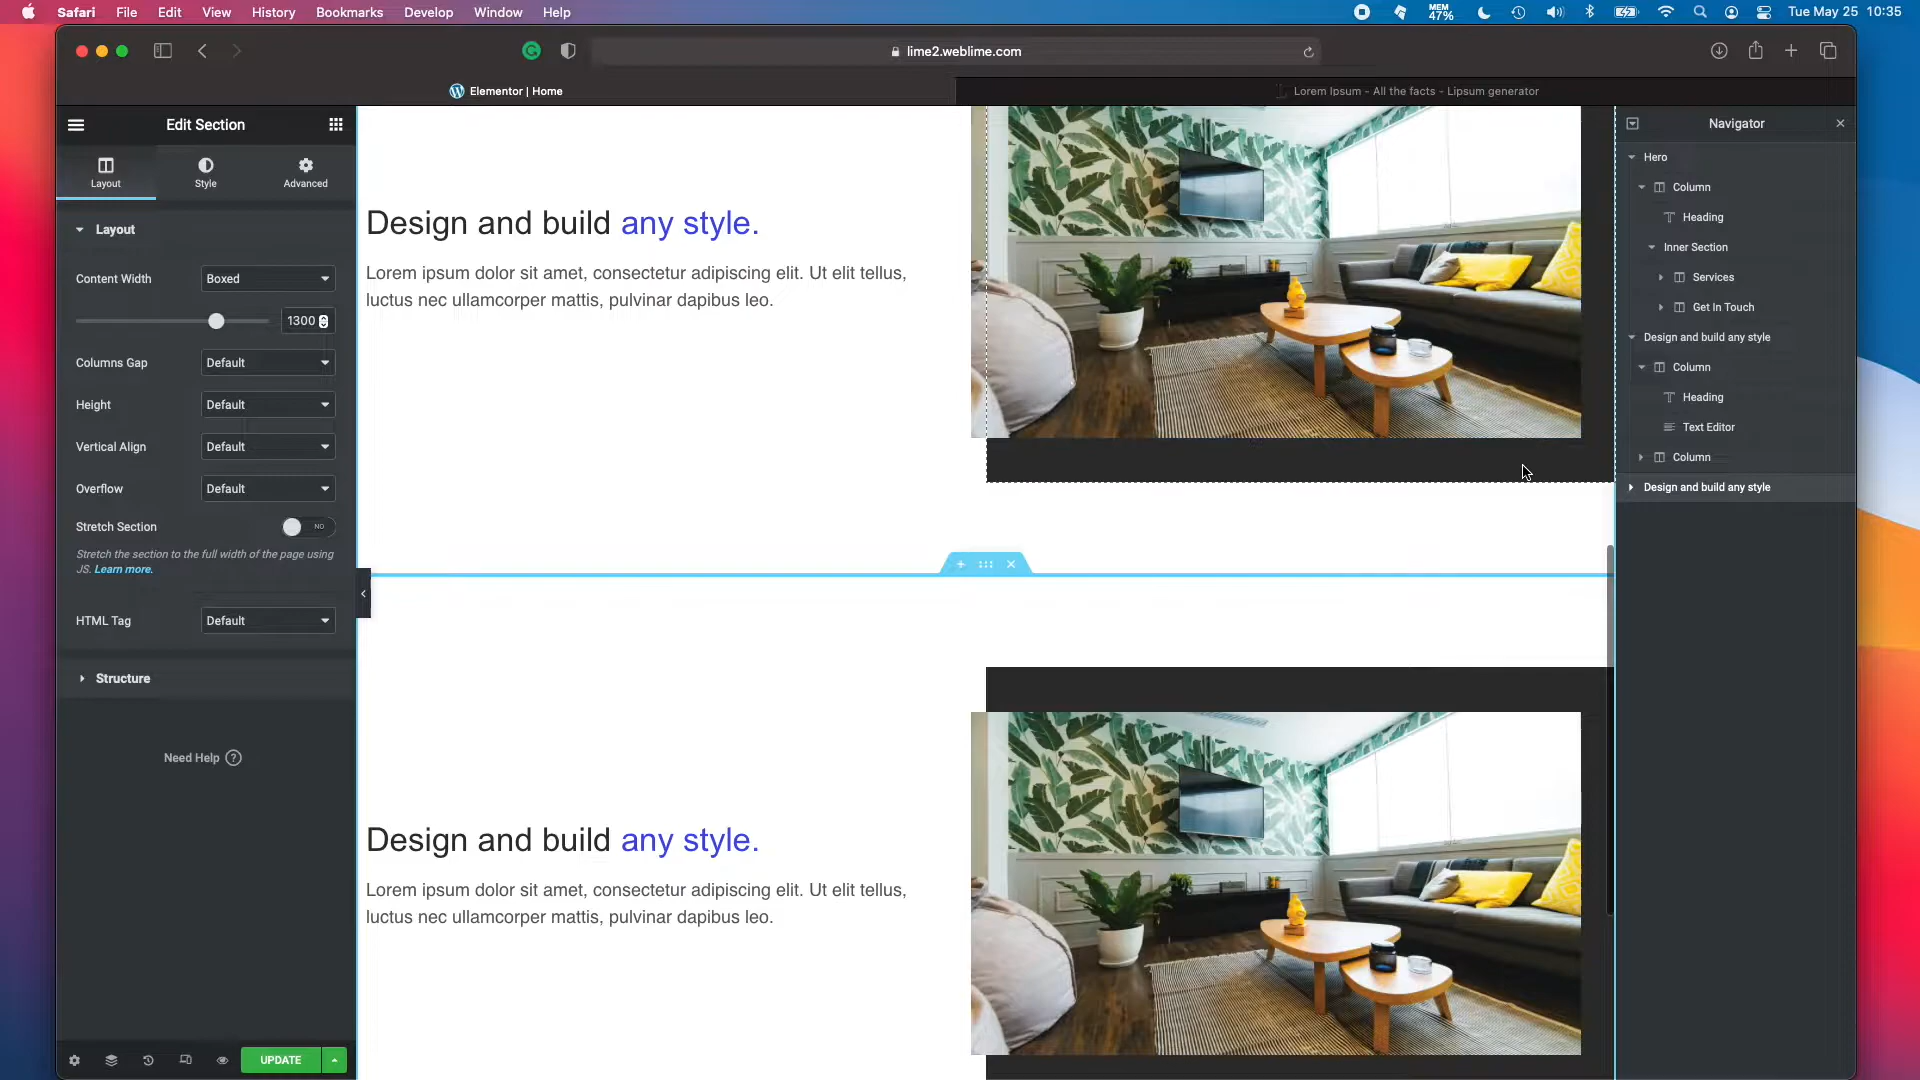 Safari File Edit View History Bookmarks Develop Window Help
MEM 47% Tue May 25 10:35
lime2.weblime.com
Elementor | Home
Lorem Ipsum - All the facts - Lipsum generator
Edit Section
Layout Style Advanced
Layout
Content Width Boxed
1300
Columns Gap Default
Height Default
Vertical Align Default
Overflow Default
Stretch Section NO
Stretch the section to the full width of the page using
JS. Learn more.
HTML Tag Default
Structure
Need Help ?
UPDATE
Design and build any style.
Lorem ipsum dolor sit amet, consectetur adipiscing elit. Ut elit tellus,
luctus nec ullamcorper mattis, pulvinar dapibus leo.
Design and build any style.
Lorem ipsum dolor sit amet, consectetur adipiscing elit. Ut elit tellus,
luctus nec ullamcorper mattis, pulvinar dapibus leo.
Navigator
Hero
Column
Heading
Inner Section
Services
Get In Touch
Design and build any style
Column
Heading
Text Editor
Column
Design and build any style